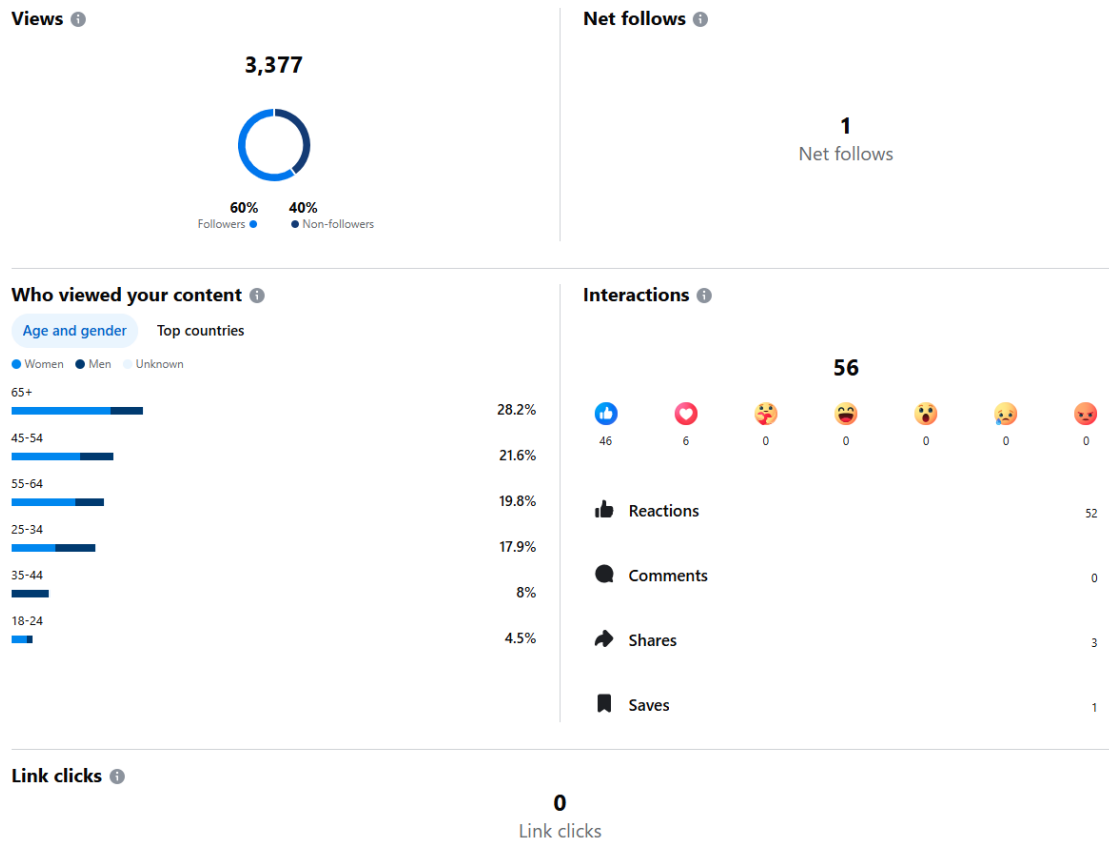 Views
3,377
60% 40%
Followers Non-followers
Net follows
1
Net follows
Who viewed your content
Age and gender Top countries
Women Men Unknown
65+
28.2%
45-54
21.6%
55-64
19.8%
25-34
17.9%
35-44
8%
18-24
4.5%
Interactions
56
46 6 0 0 0 0 0
Reactions 52
Comments 0
Shares 3
Saves 1
Link clicks
0
Link clicks